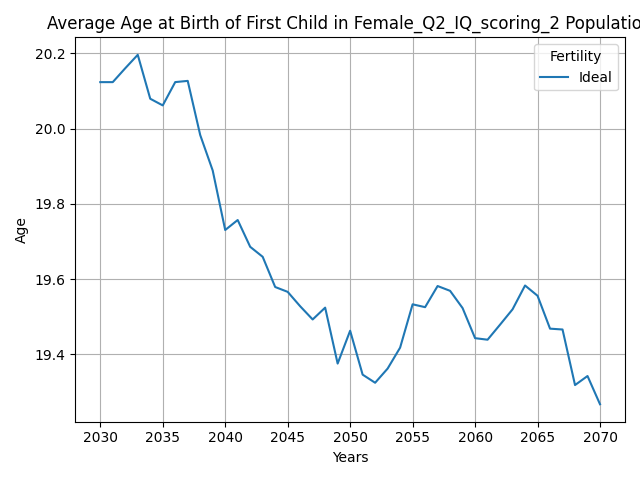 Average Age at Birth of First Child in Female_Q2_IQ_scoring_2 Populatio
Fertility
Ideal
20.2
20.0
19.8
19.6
19.4
Age
2030 2035 2040 2045 2050 2055 2060 2065 2070
Years